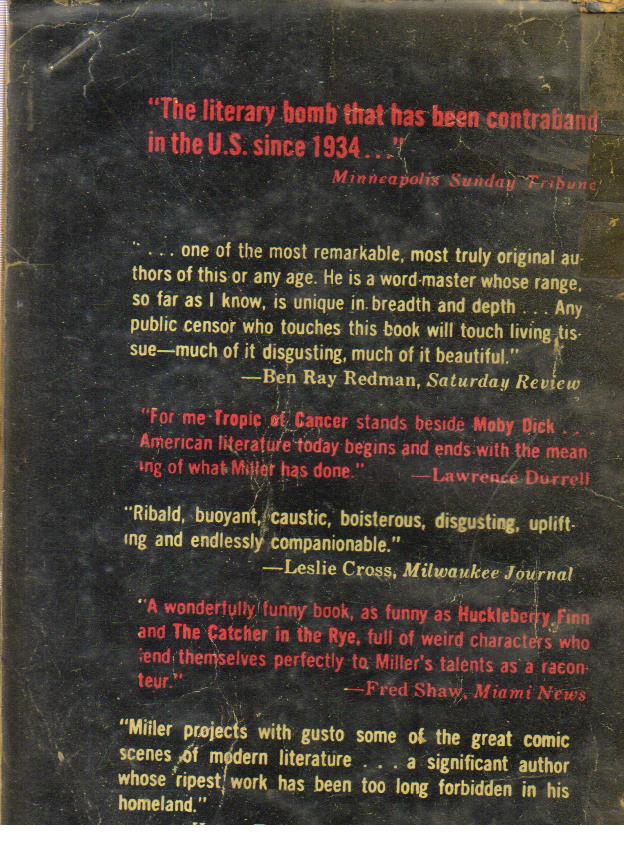 "The literary bomb that has been contraband
in the U.S. since 1934..."
Minneapolis Sunday Tribune
"... one of the most remarkable, most truly original au-
thors of this or any age. He is a word-master whose range,
so far as I know, is unique in breadth and depth ... Any
public censor who touches this book will touch living tis-
sue—much of it disgusting, much of it beautiful."
—Ben Ray Redman, Saturday Review
"For me Tropic of Cancer stands beside Moby Dick ..
American literature today begins and ends with the mean
ing of what Miller has done." —Lawrence Durrell
"Ribald, buoyant, caustic, boisterous, disgusting, uplift-
ing and endlessly companionable."
—Leslie Cross, Milwaukee Journal
"A wonderfully funny book, as funny as Huckleberry Finn
and The Catcher in the Rye, full of weird characters who
lend themselves perfectly to Miller's talents as a racon-
teur." —Fred Shaw, Miami News
"Miller projects with gusto some of the great comic
scenes of modern literature ... a significant author
whose ripest work has been too long forbidden in his
homeland."